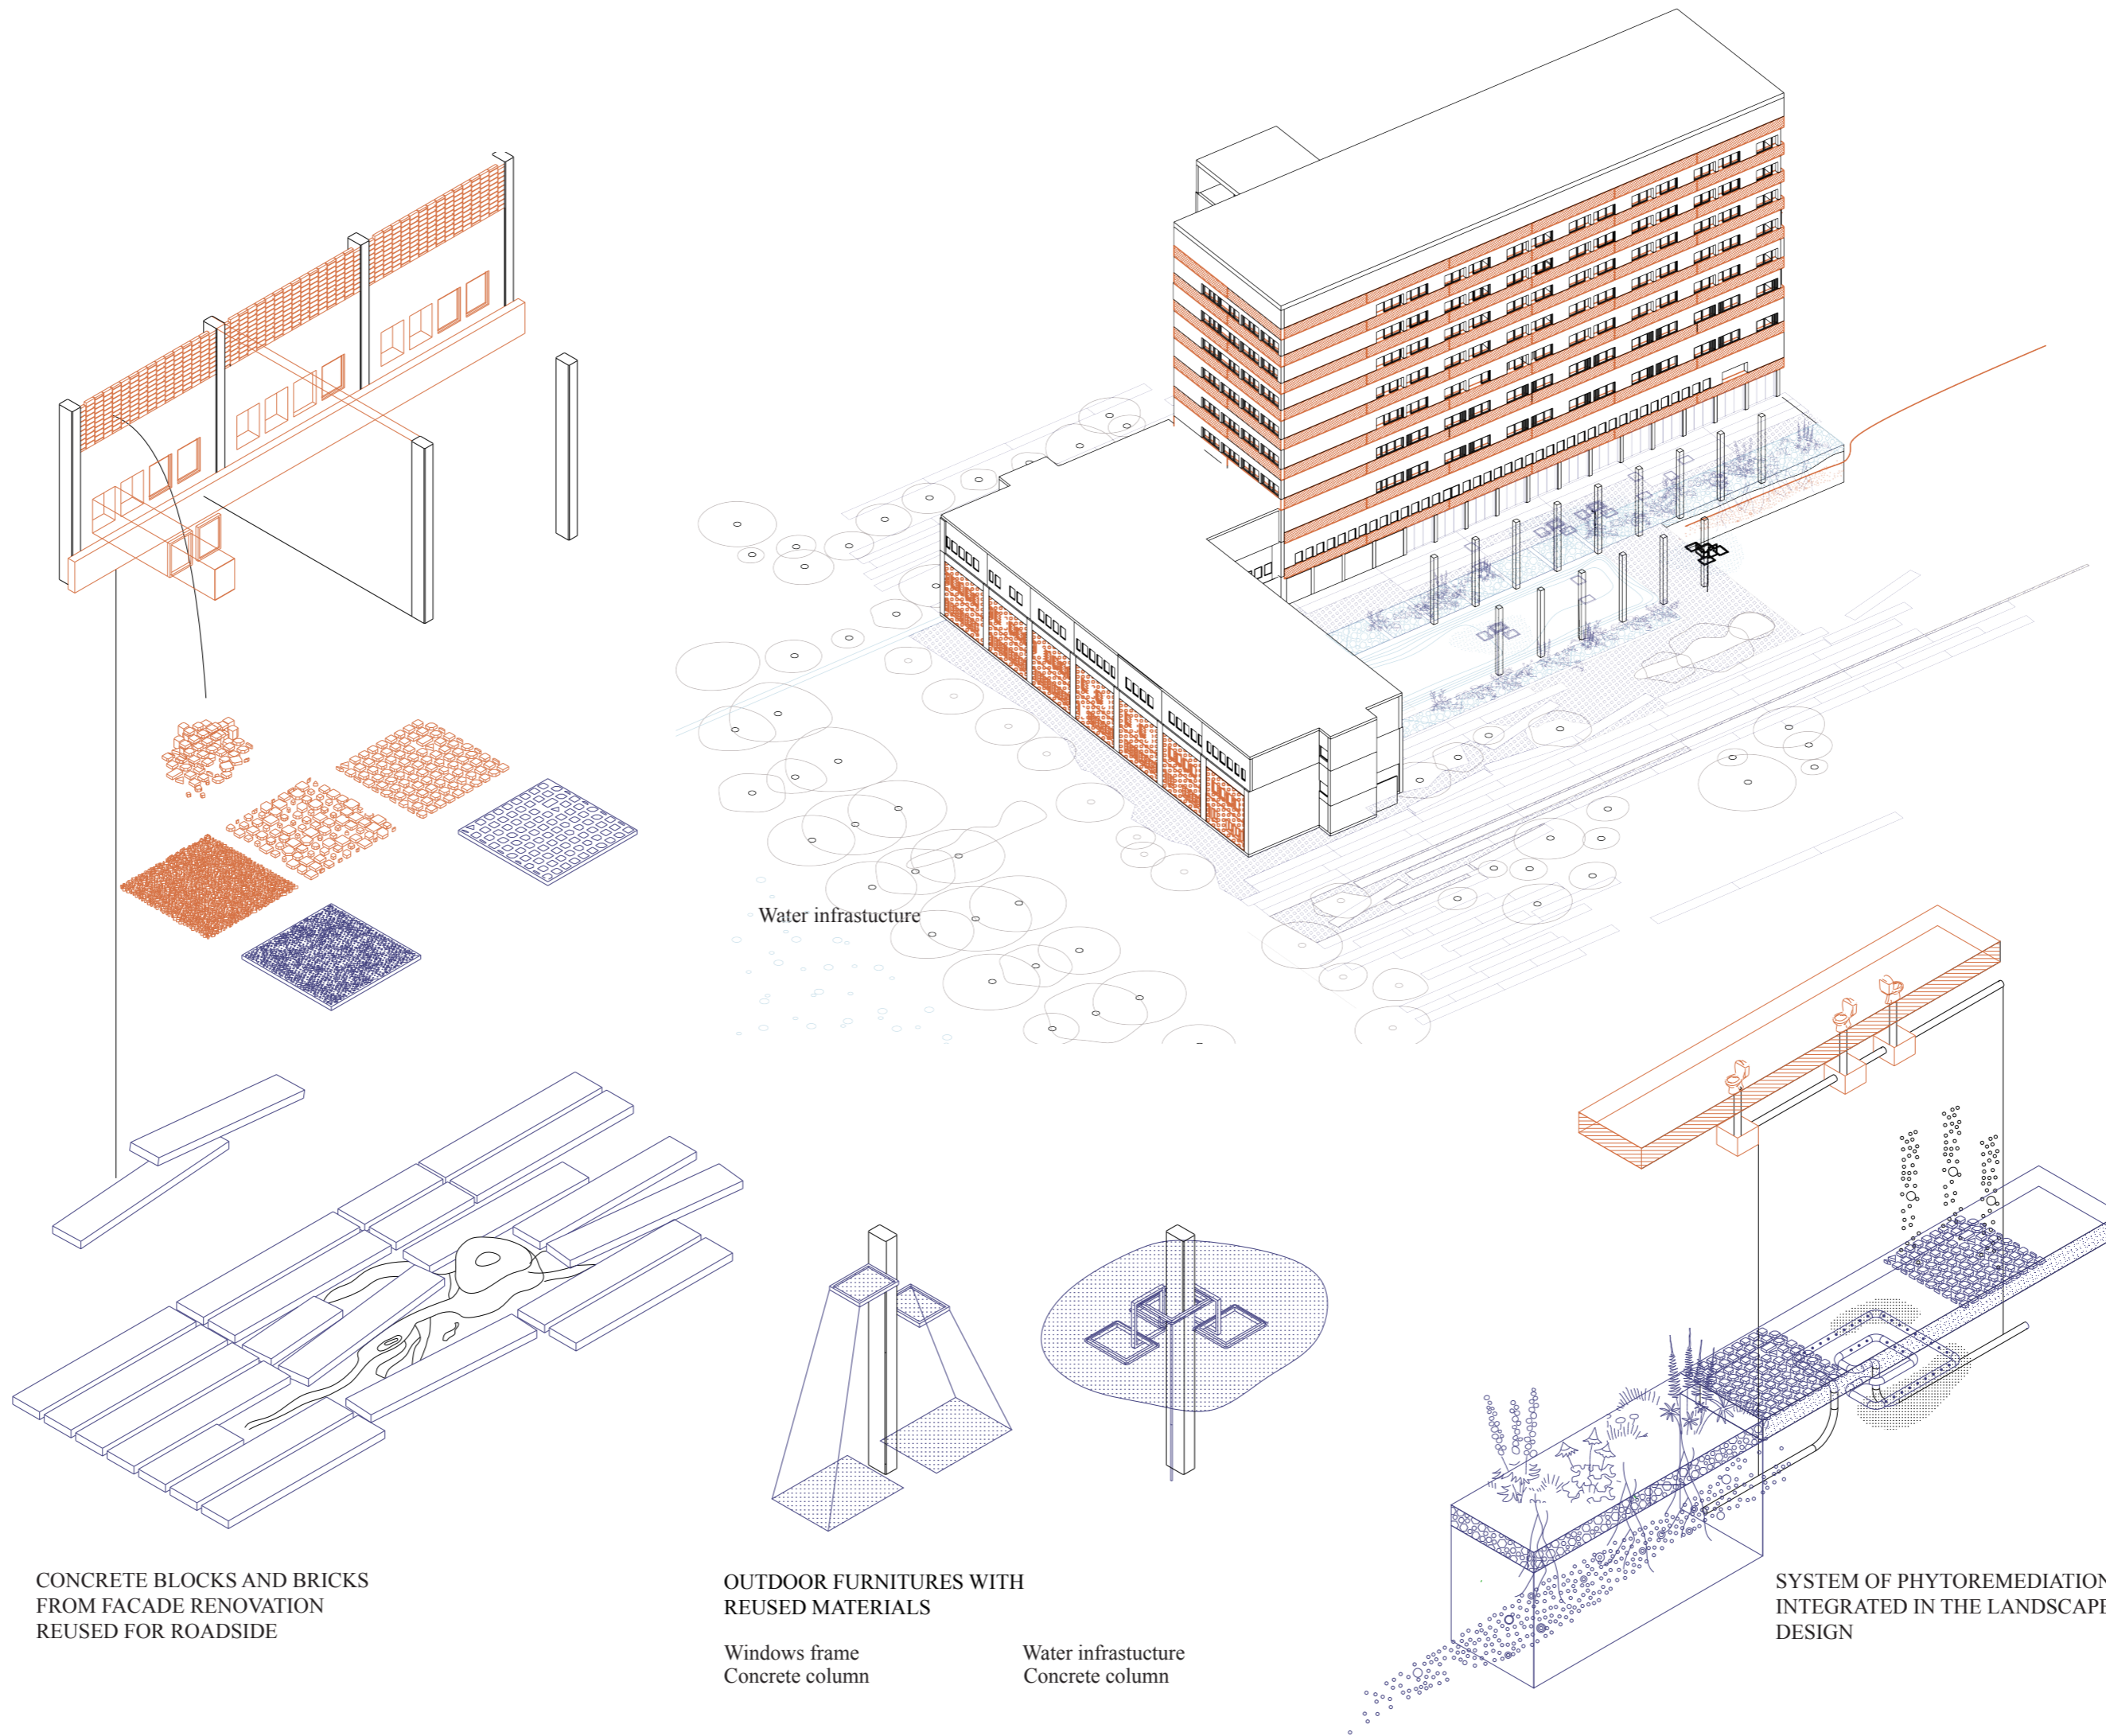 Water infrastucture
CONCRETE BLOCKS AND BRICKS
FROM FACADE RENOVATION
REUSED FOR ROADSIDE
OUTDOOR FURNITURES WITH
REUSED MATERIALS
Windows frame
Concrete column
Water infrastucture
Concrete column
SYSTEM OF PHYTOREMEDIATION
INTEGRATED IN THE LANDSCAPE
DESIGN